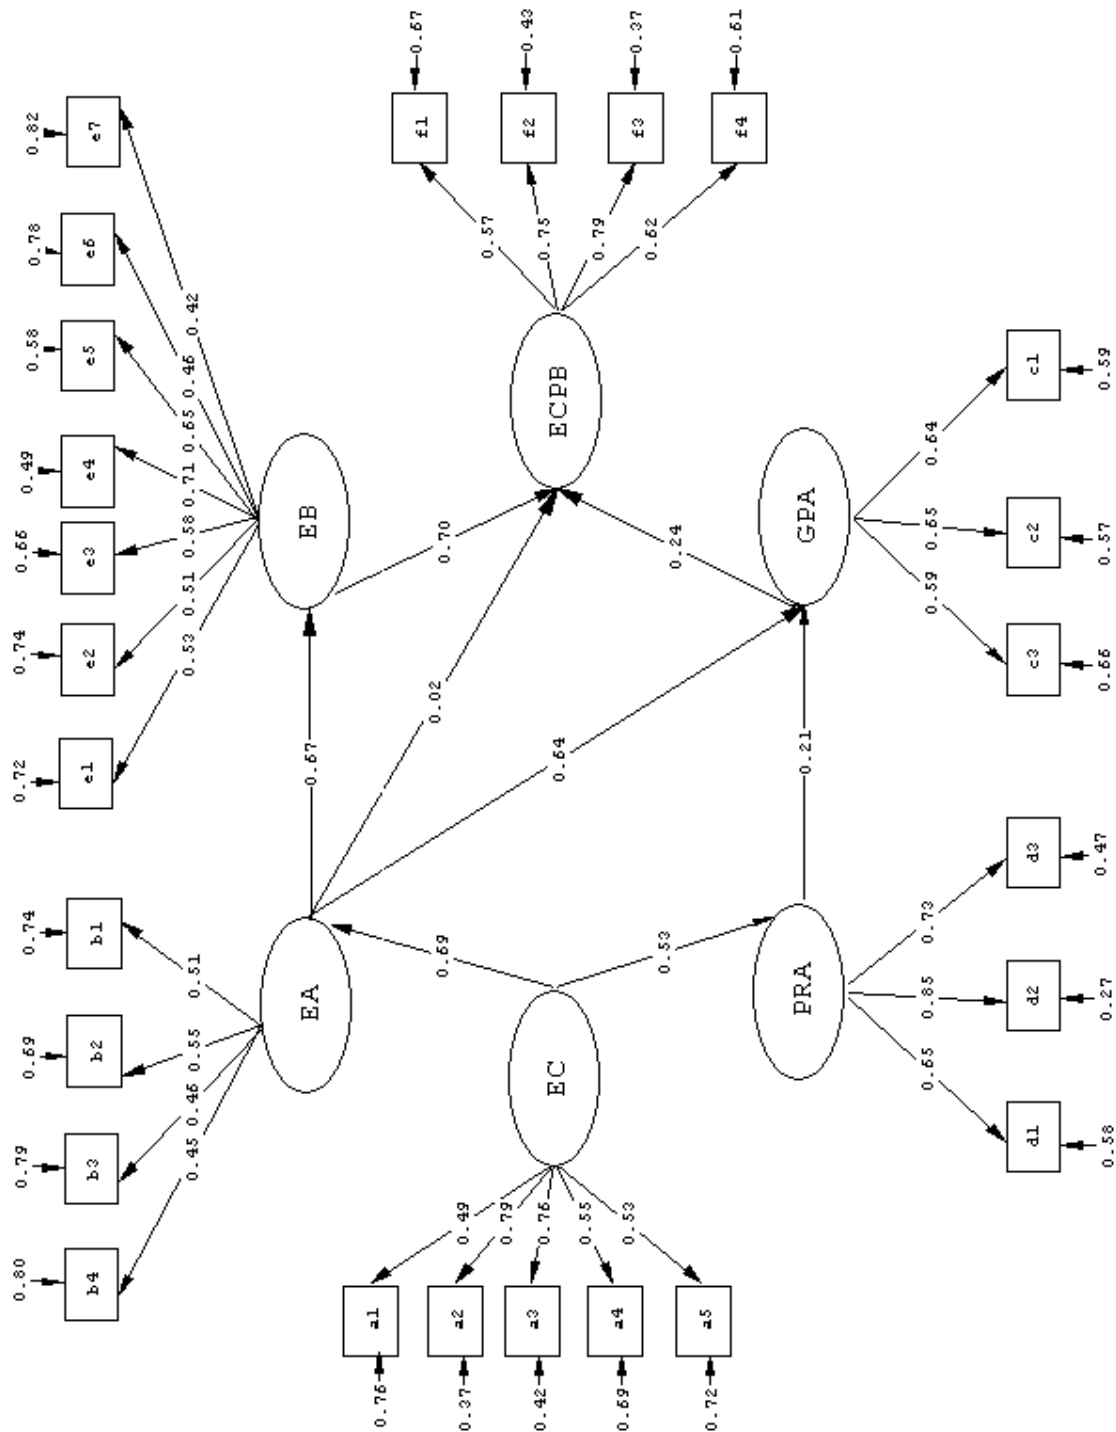 0.80
0.79
0.69
0.74
0.72
0.74
0.66
0.49
0.58
0.78
0.82
b4
b3
b2
b1
e1
e2
e3
e4
e5
e6
e7
0.45
0.46
0.55
0.51
0.53
0.51
0.58
0.71
0.65
0.46
0.42
EA
0.67
EB
0.76
a1
0.49
0.69
0.02
0.70
0.57
f1
0.67
0.37
a2
0.79
0.75
f2
0.43
0.42
a3
0.76
EC
0.64
ECPB
0.79
f3
0.37
0.69
a4
0.55
0.53
0.24
0.62
f4
0.61
0.72
a5
0.53
PRA
0.21
GPA
0.65
0.85
0.73
0.59
0.65
0.64
d1
d2
d3
c3
c2
c1
0.58
0.27
0.47
0.66
0.57
0.59